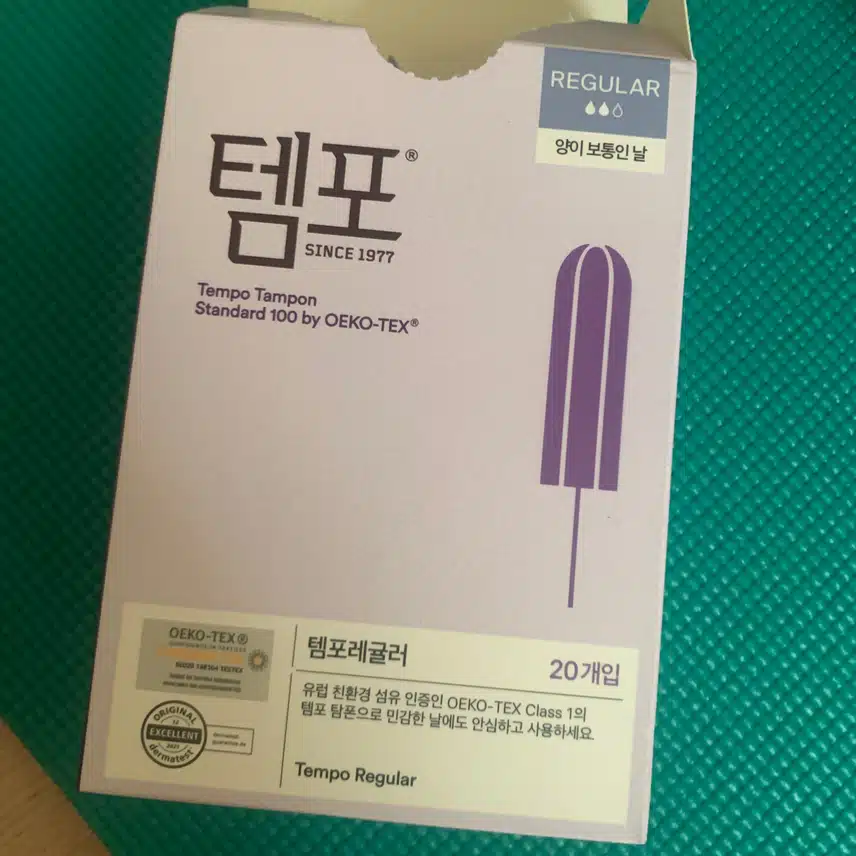 REGULAR
양이 보통인 날
템포®
SINCE 1977
Tempo Tampon
Standard 100 by OEKO-TEX®
OEKO-TEX®
템포레귤러
20개입
유럽 친환경 섬유 인증인 OEKO-TEX Class 1의
템포 탐폰으로 민감한 날에도 안심하고 사용하세요
ORIGINAL
EXCELLENT
dermatest
Tempo Regular